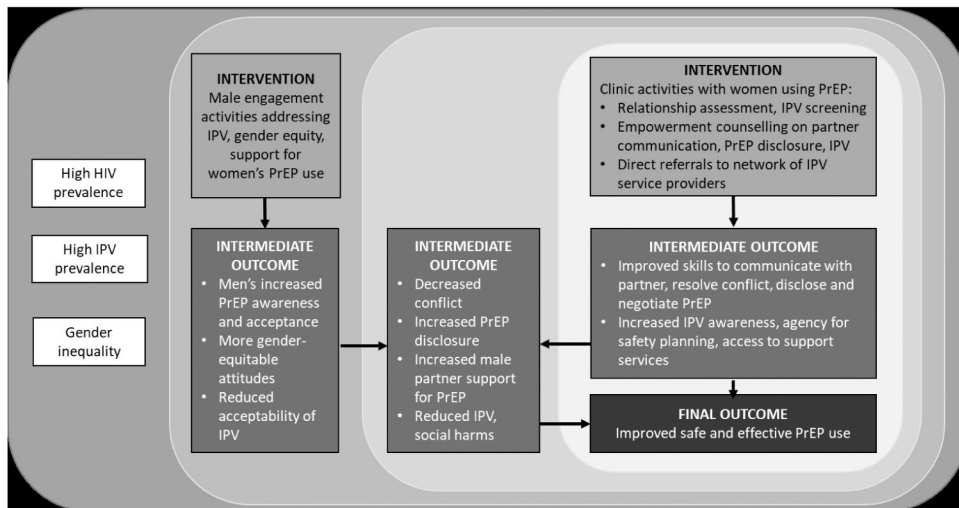 High HIV
prevalence
High IPV
prevalence
Gender
inequality
INTERVENTION
Male engagement
activities addressing
IPV, gender equity,
support for
women's PrEP use
INTERMEDIATE
OUTCOME
• Men's increased
PrEP awareness
and acceptance
• More gender-
equitable
attitudes
• Reduced
acceptability of
IPV
INTERMEDIATE
OUTCOME
• Decreased
conflict
• Increased PrEP
disclosure
• Increased male
partner support
for PrEP
• Reduced IPV,
social harms
INTERVENTION
Clinic activities with women using PrEP:
• Relationship assessment, IPV screening
• Empowerment counselling on partner
communication, PrEP disclosure, IPV
• Direct referrals to network of IPV
service providers
INTERMEDIATE OUTCOME
• Improved skills to communicate with
partner, resolve conflict, disclose and
negotiate PrEP
• Increased IPV awareness, agency for
safety planning, access to support
services
FINAL OUTCOME
Improved safe and effective PrEP use